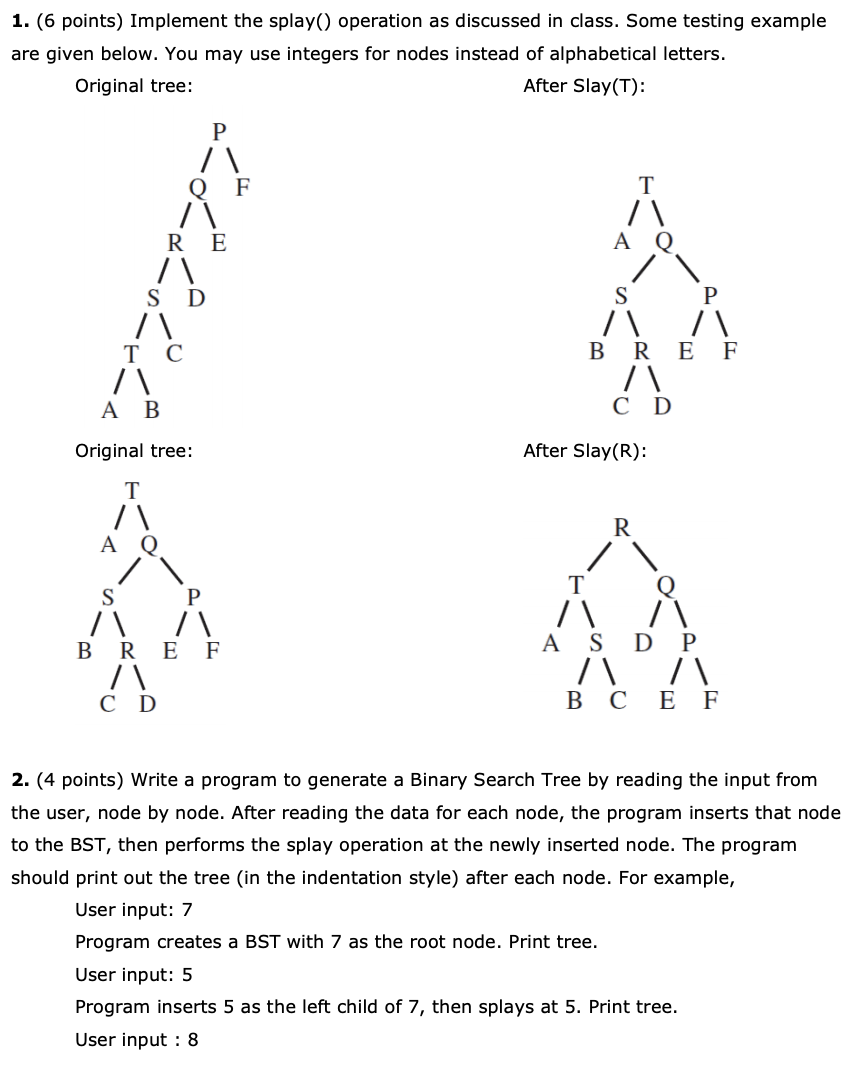 1. (6 points) Implement the splay() operation as discussed in class. Some testing example
are given below. You may use integers for nodes instead of alphabetical letters.
Original tree: After Slay(T):
P
Q F
R E
S D
T C
A B
T
A Q
S P
B R E F
C D
Original tree: After Slay(R):
T
A Q
S P
B R E F
C D
R
T Q
A S D P
B C E F
2. (4 points) Write a program to generate a Binary Search Tree by reading the input from
the user, node by node. After reading the data for each node, the program inserts that node
to the BST, then performs the splay operation at the newly inserted node. The program
should print out the tree (in the indentation style) after each node. For example,
User input: 7
Program creates a BST with 7 as the root node. Print tree.
User input: 5
Program inserts 5 as the left child of 7, then splays at 5. Print tree.
User input : 8